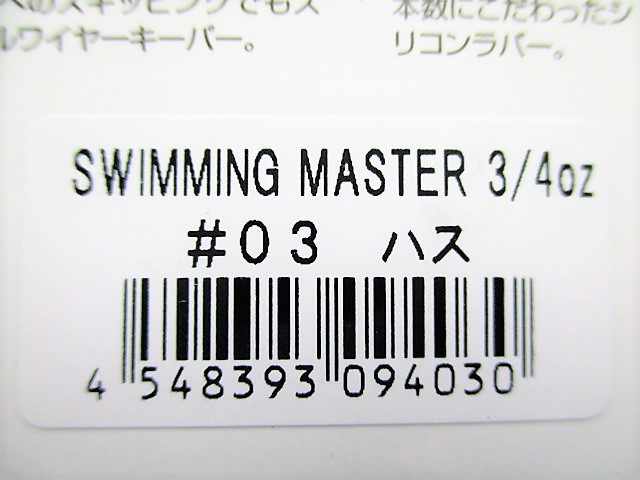 へのスキッピングでもス
ルワイヤーキーパー。
本数にこだわったシ
リコンラバー。
SWIMMING MASTER 3/4oz
#03 ハス
4 548393 094030